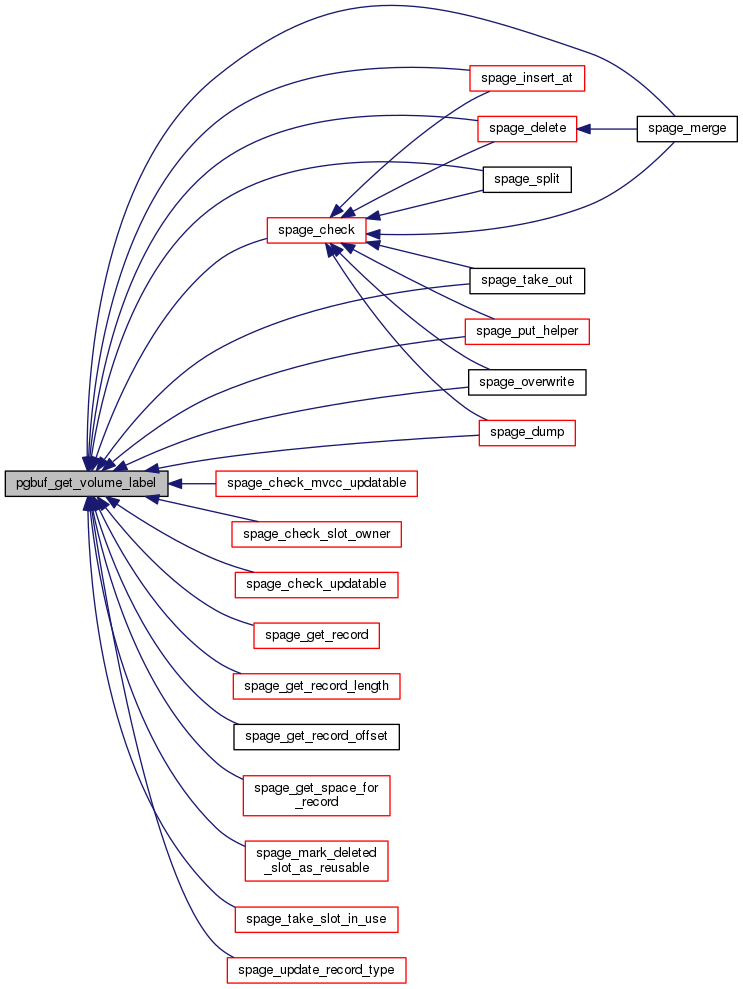 spage_insert_at
spage_delete
spage_merge
spage_split
spage_check
spage_take_out
spage_put_helper
spage_overwrite
spage_dump
pgbuf_get_volume_label
spage_check_mvcc_updatable
spage_check_slot_owner
spage_check_updatable
spage_get_record
spage_get_record_length
spage_get_record_offset
spage_get_space_for
_record
spage_mark_deleted
_slot_as_reusable
spage_take_slot_in_use
spage_update_record_type